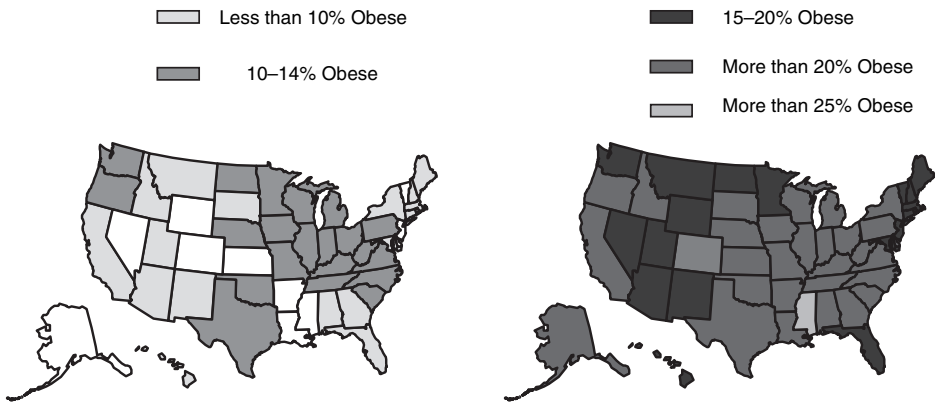 Less than 10% Obese
10–14% Obese
15–20% Obese
More than 20% Obese
More than 25% Obese